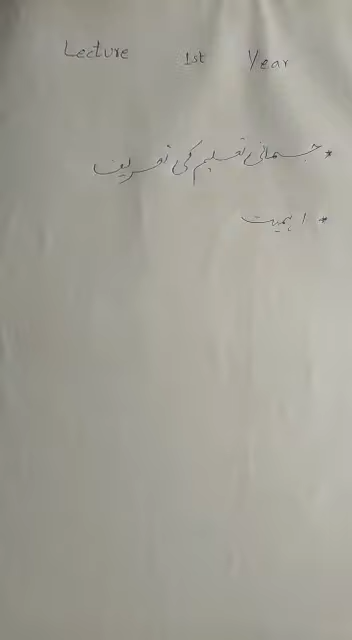 Lecture 1st Year
* جسمانی تعلیم کی تعریف
* اہمیت